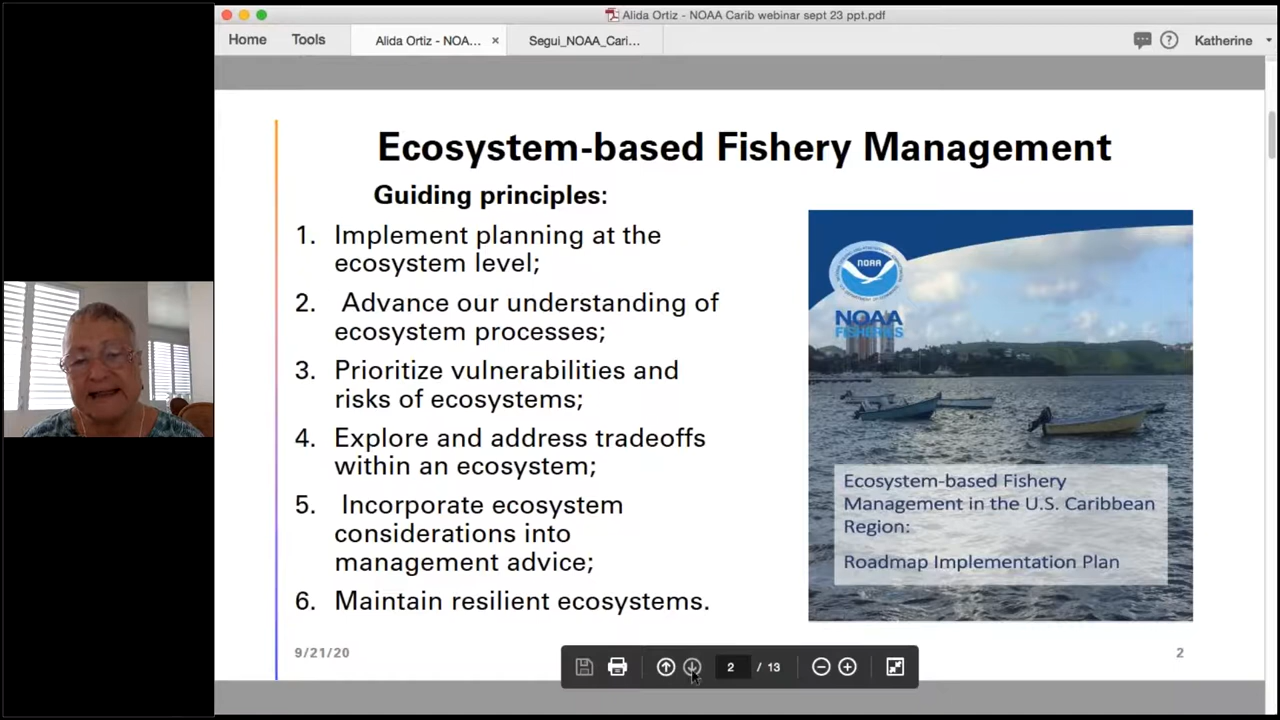 Alida Ortiz - NOAA Carib webinar sept 23 ppt.pdf
Home Tools Alida Ortiz - NOA... × Segui_NOAA_Cari... ? Katherine
Ecosystem-based Fishery Management
Guiding principles:
1. Implement planning at the
ecosystem level;
2. Advance our understanding of
ecosystem processes;
3. Prioritize vulnerabilities and
risks of ecosystems;
4. Explore and address tradeoffs
within an ecosystem;
5. Incorporate ecosystem
considerations into
management advice;
6. Maintain resilient ecosystems.
NOAA
NOAA
FISHERIES
Ecosystem-based Fishery
Management in the U.S. Caribbean
Region:
Roadmap Implementation Plan
9/21/20
2
2 / 13